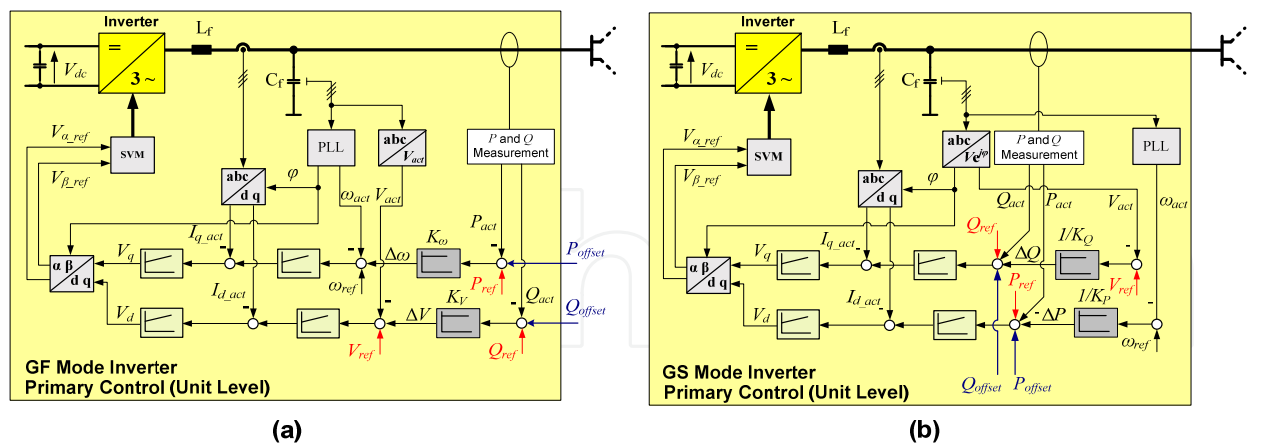 Inverter
L_f
=
3 ~
V_dc
C_f
V_α_ref
V_β_ref
SVM
abc
d q
PLL
abc
V_act
P and Q
Measurement
φ
ω_act
V_act
P_act
I_q_act
K_ω
P_offset
α β
d q
V_q
Δω
ω_ref
P_ref
Q_act
I_d_act
K_V
Q_offset
V_d
ΔV
V_ref
Q_ref
GF Mode Inverter
Primary Control (Unit Level)
(a)
Inverter
L_f
=
3 ~
V_dc
C_f
V_α_ref
V_β_ref
SVM
abc
d q
abc
Ve^jφ
P and Q
Measurement
PLL
φ
Q_act
P_act
V_act
ω_act
Q_ref
I_q_act
1/K_Q
α β
d q
V_q
ΔQ
P_ref
V_ref
I_d_act
1/K_P
V_d
ΔP
ω_ref
Q_offset
P_offset
GS Mode Inverter
Primary Control (Unit Level)
(b)